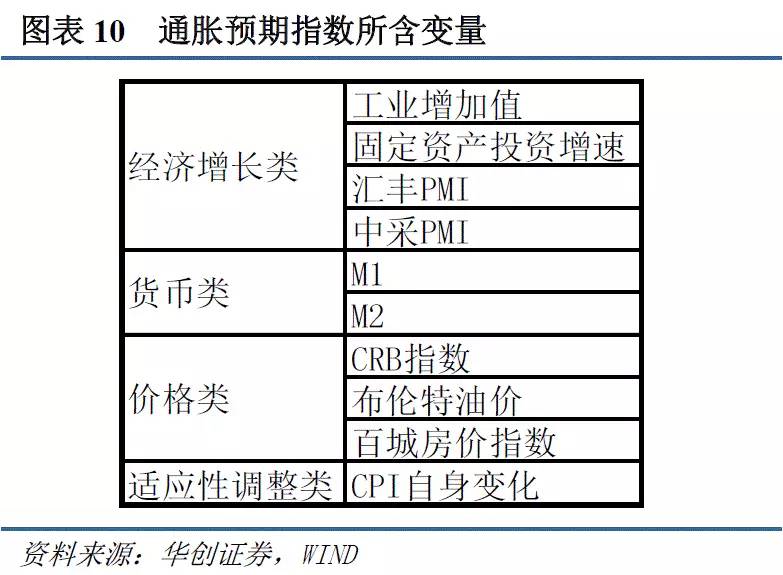 图表 10 通胀预期指数所含变量
经济增长类
工业增加值
固定资产投资增速
汇丰PMI
中采PMI
货币类
M1
M2
价格类
CRB指数
布伦特油价
百城房价指数
适应性调整类
CPI自身变化
资料来源：华创证券，WIND